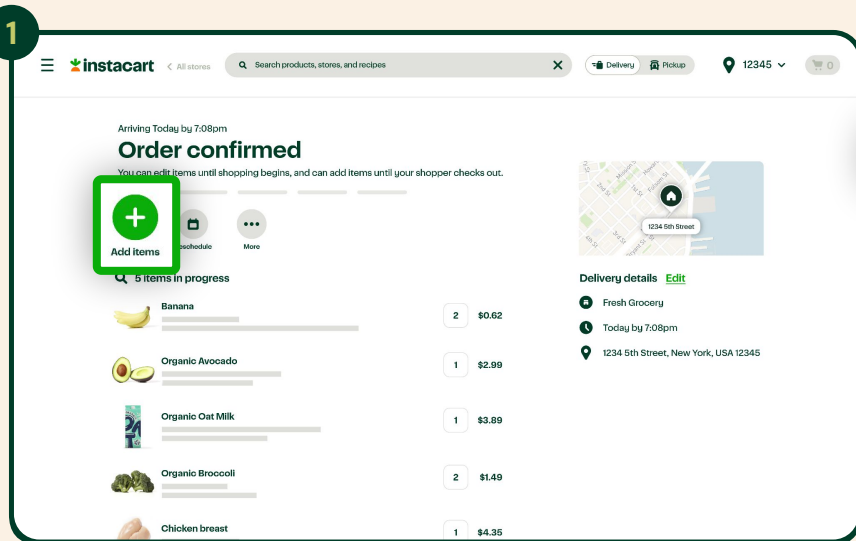 1
instacart
All stores
Search products, stores, and recipes
Delivery
Pickup
12345
0
Arriving Today by 7:08pm
Order confirmed
You can edit items until shopping begins, and can add items until your shopper checks out.
Add items
More
5 items in progress
Banana
2 $0.62
Organic Avocado
1 $2.99
Organic Oat Milk
1 $3.89
Organic Broccoli
2 $1.49
Chicken breast
1 $4.35
1234 5th Street
Delivery details Edit
Fresh Grocery
Today by 7:08pm
1234 5th Street, New York, USA 12345